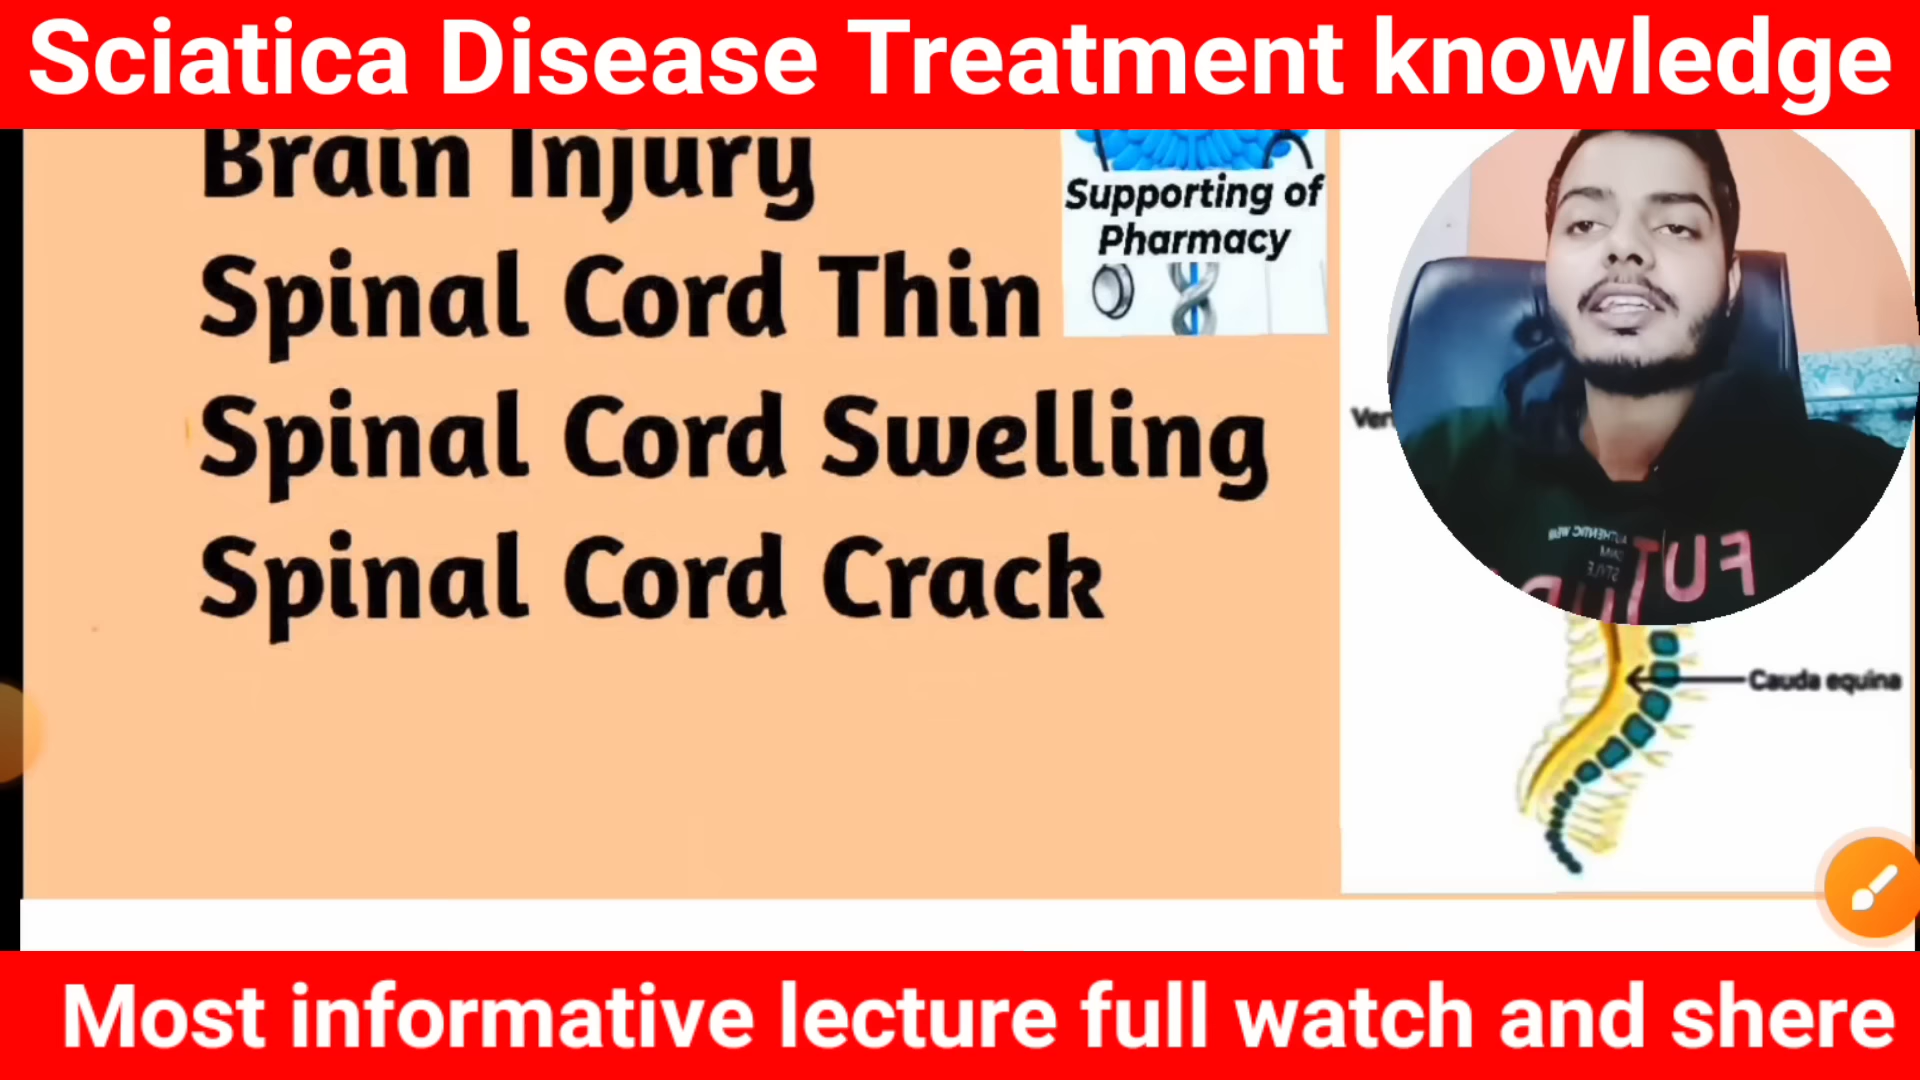 Sciatica Disease Treatment knowledge
Brain Injury
Supporting of
Pharmacy
Spinal Cord Thin
Spinal Cord Swelling
Spinal Cord Crack
FUT
Cauda equina
Most informative lecture full watch and shere